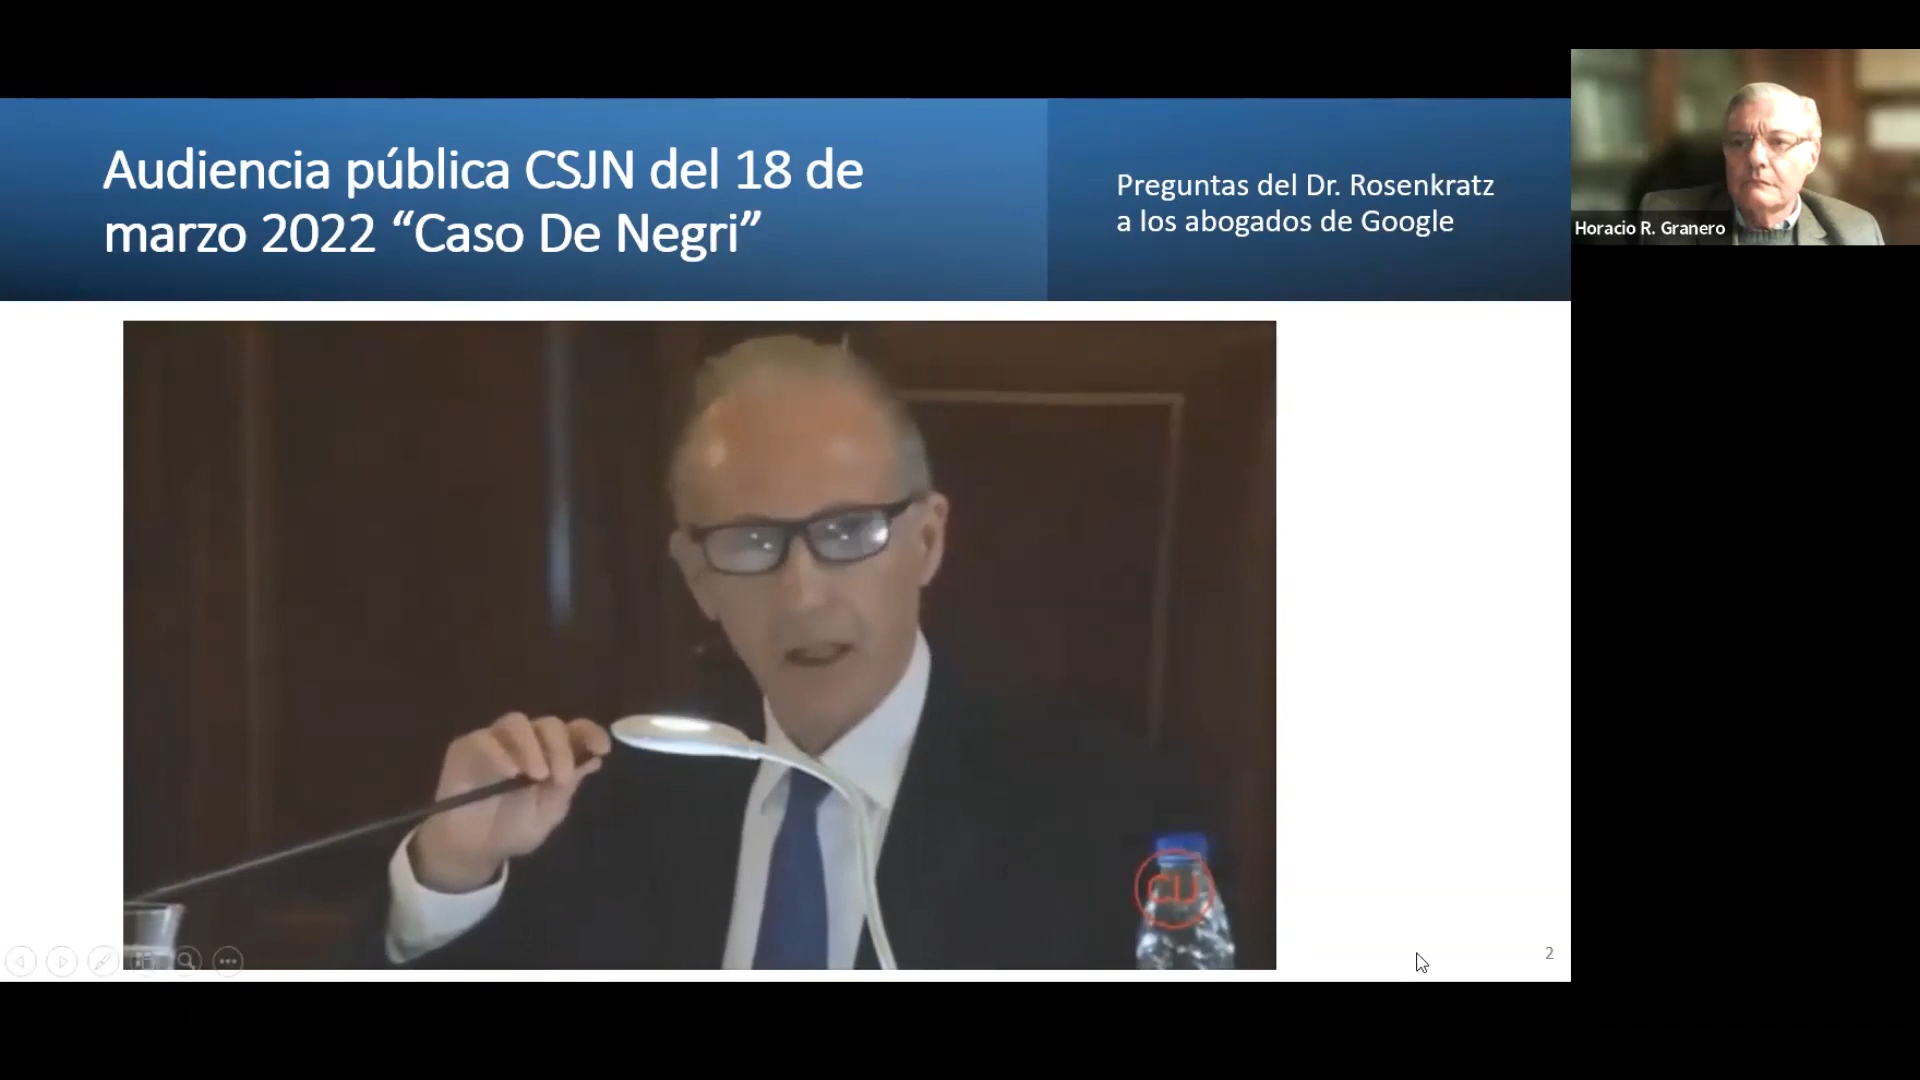 Audiencia pública CSJN del 18 de
marzo 2022 “Caso De Negri”
Preguntas del Dr. Rosenkratz
a los abogados de Google
Horacio R. Granero
CIJ
2